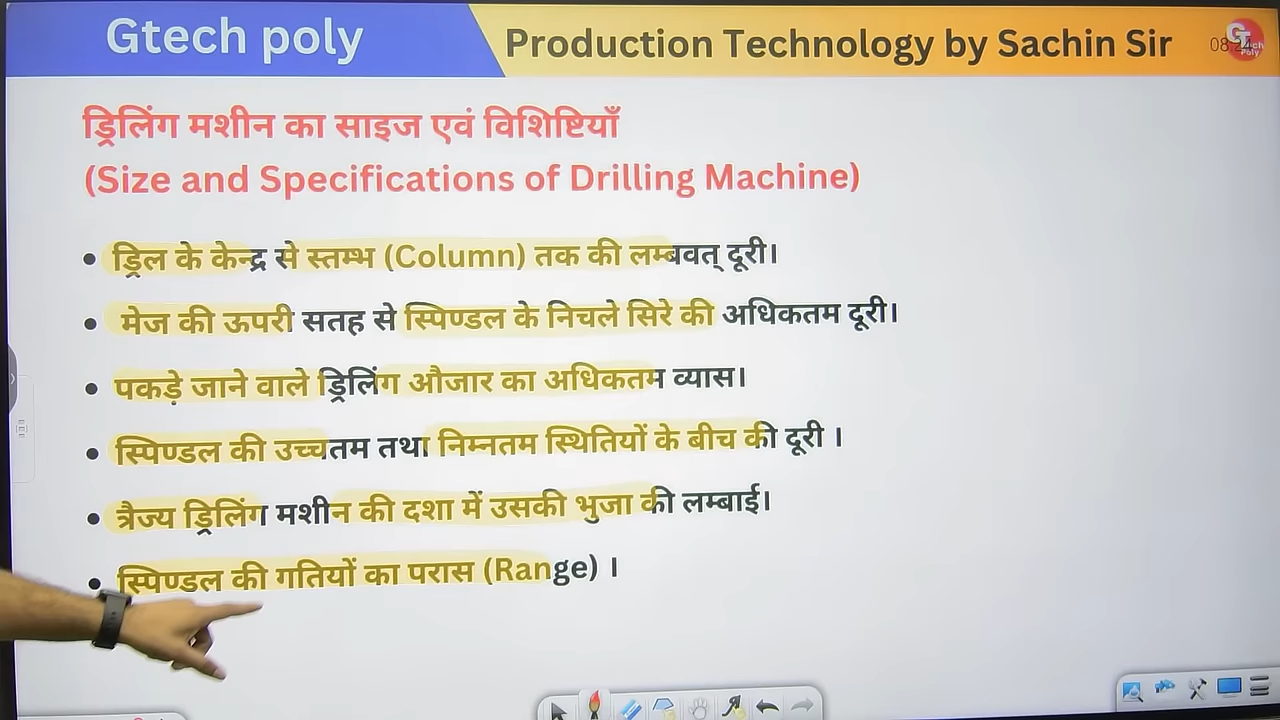 Gtech poly
Production Technology by Sachin Sir
ड्रिलिंग मशीन का साइज एवं विशिष्टियाँ
(Size and Specifications of Drilling Machine)
• ड्रिल के केन्द्र से स्तम्भ (Column) तक की लम्बवत् दूरी।
• मेज की ऊपरी सतह से स्पिण्डल के निचले सिरे की अधिकतम दूरी।
• पकड़े जाने वाले ड्रिलिंग औजार का अधिकतम व्यास।
• स्पिण्डल की उच्चतम तथा निम्नतम स्थितियों के बीच की दूरी ।
• त्रैज्य ड्रिलिंग मशीन की दशा में उसकी भुजा की लम्बाई।
• स्पिण्डल की गतियों का परास (Range) ।